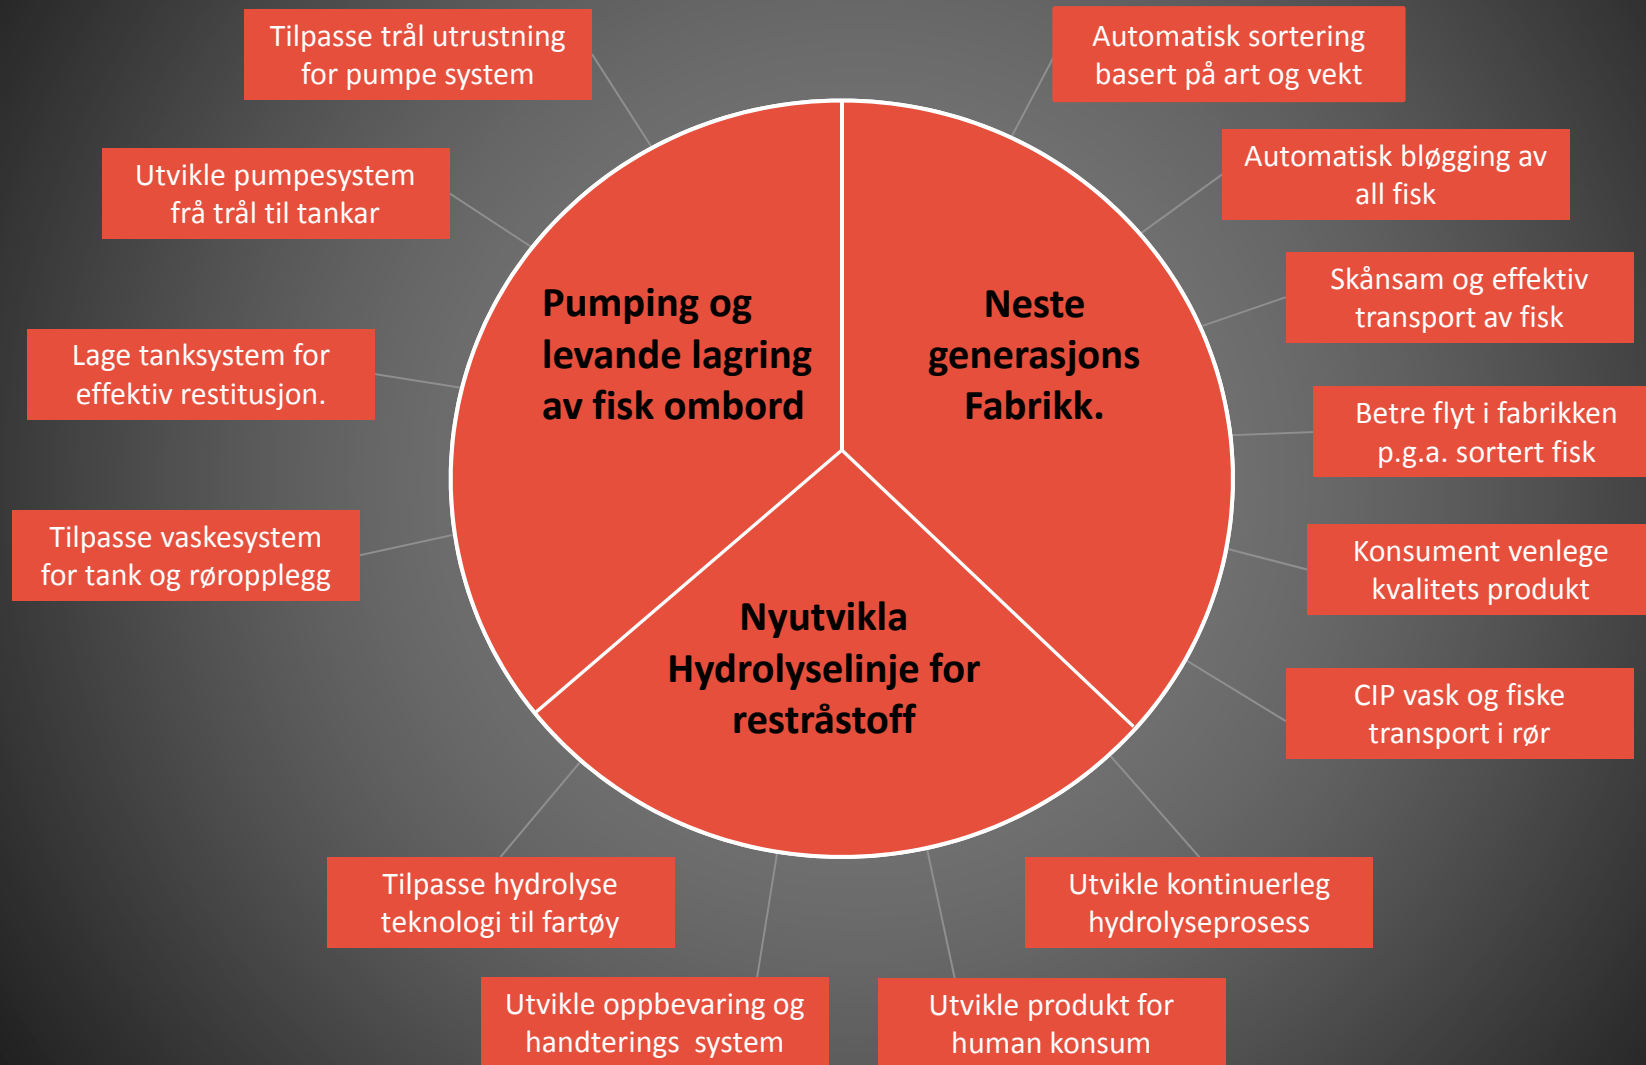 Tilpasse trål utrustning
for pumpe system
Utvikle pumpesystem
frå trål til tankar
Lage tanksystem for
effektiv restitusjon.
Tilpasse vaskesystem
for tank og røropplegg
Pumping og
levande lagring
av fisk ombord
Neste
generasjons
Fabrikk.
Automatisk sortering
basert på art og vekt
Automatisk bløgging av
all fisk
Skånsam og effektiv
transport av fisk
Betre flyt i fabrikken
p.g.a. sortert fisk
Konsument venlege
kvalitets produkt
CIP vask og fiske
transport i rør
Nyutvikla
Hydrolyselinje for
restråstoff
Tilpasse hydrolyse
teknologi til fartøy
Utvikle oppbevaring og
handterings  system
Utvikle produkt for
human konsum
Utvikle kontinuerleg
hydrolyseprosess